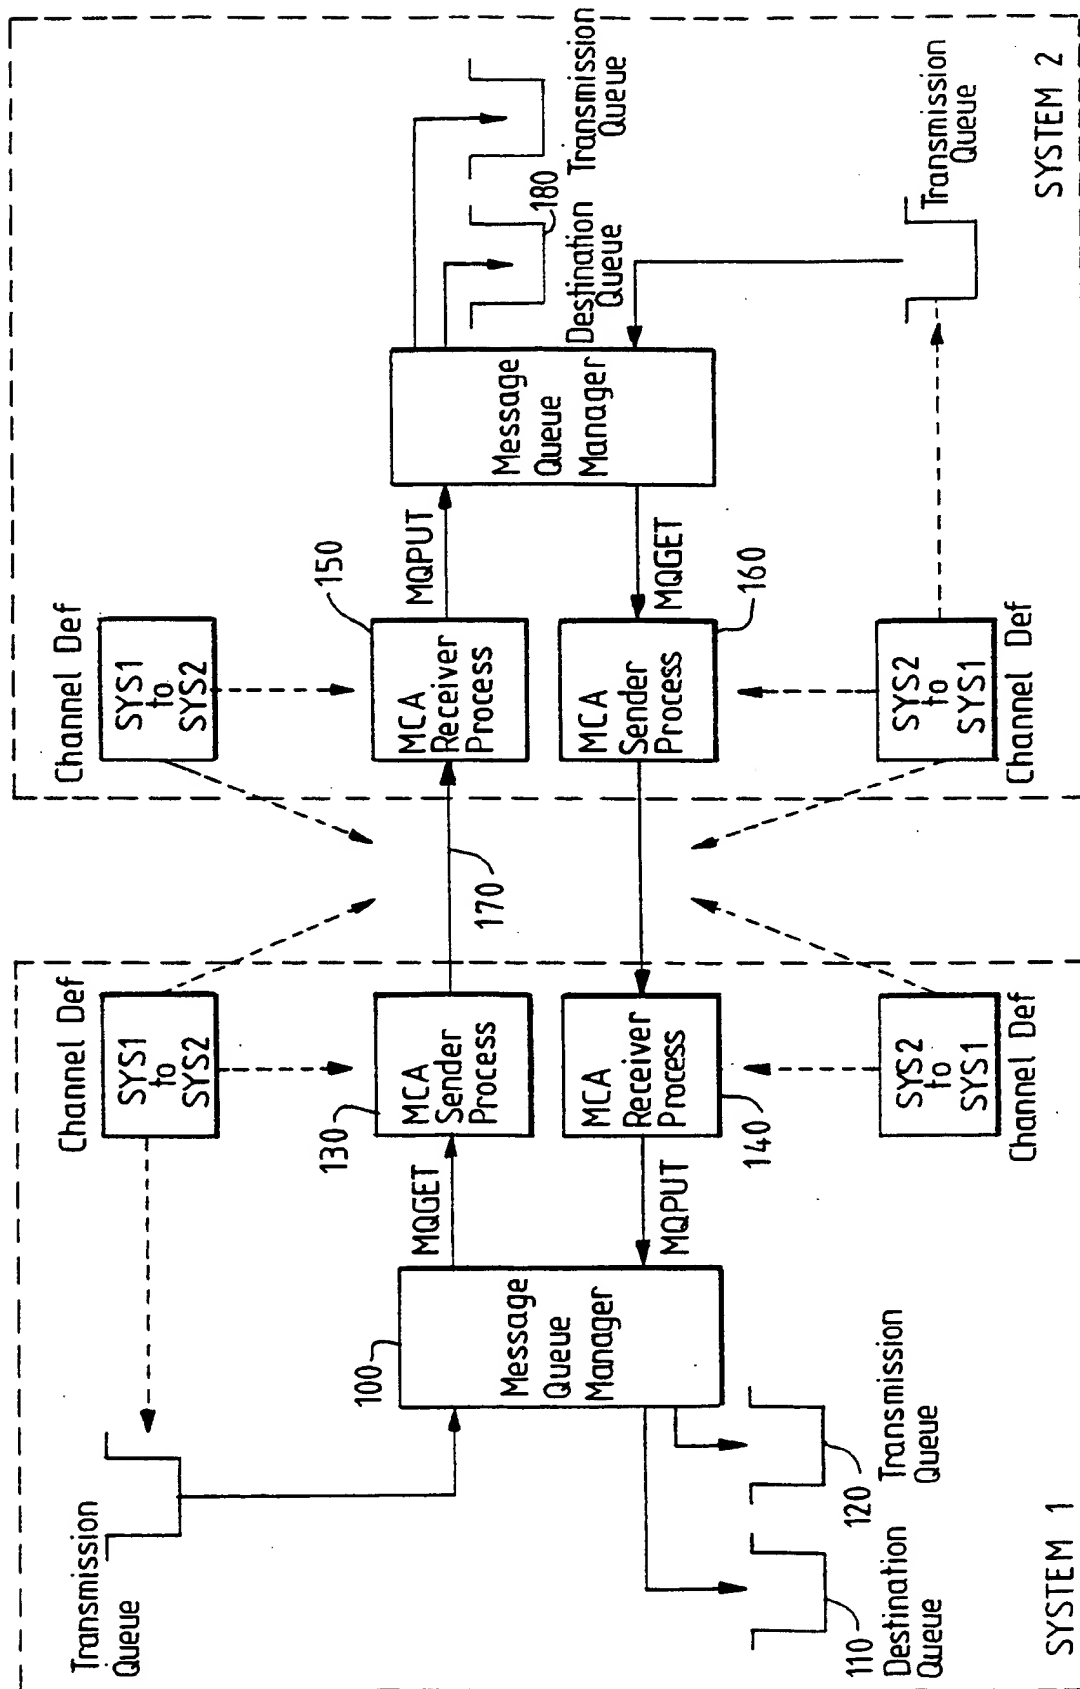 Transmission
Queue
Channel Def
SYS1
to
SYS2
Channel Def
SYS1
to
SYS2
100
Message
Queue
Manager
MQGET
130
MCA
Sender
Process
170
150
MCA
Receiver
Process
MQPUT
Message
Queue
Manager
180
Destination
Queue
Transmission
Queue
MQPUT
140
MCA
Receiver
Process
MCA
Sender
Process
160
MQGET
110
Destination
Queue
120
Transmission
Queue
SYS2
to
SYS1
Channel Def
SYS2
to
SYS1
Channel Def
Transmission
Queue
SYSTEM 1
SYSTEM 2